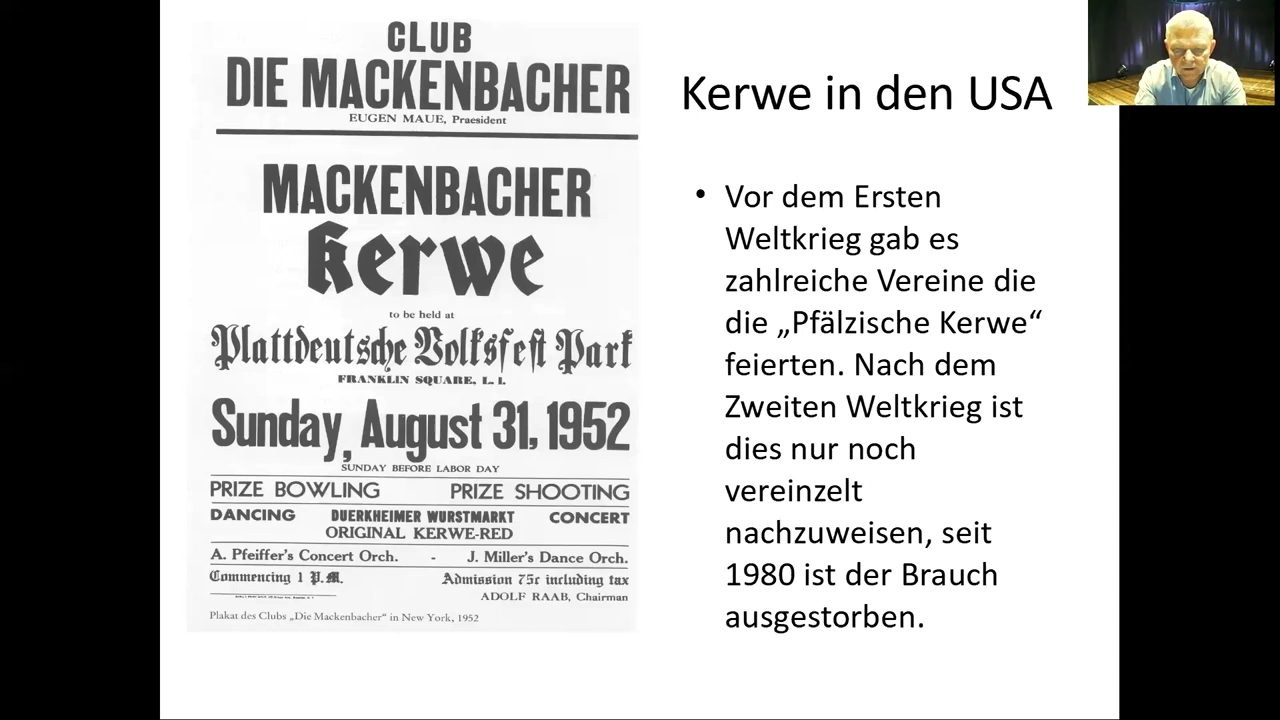 CLUB
DIE MACKENBACHER
EUGEN MAUE, Praesident
MACKENBACHER
Kerwe
to be held at
Plattdeutsche Volksfest Park
FRANKLIN SQUARE, L. I.
Sunday, August 31, 1952
SUNDAY BEFORE LABOR DAY
PRIZE BOWLING PRIZE SHOOTING
DANCING DUERKHEIMER WURSTMARKT CONCERT
ORIGINAL KERWE-RED
A. Pfeiffer's Concert Orch. - J. Miller's Dance Orch.
Commencing 1 P.M. Admission 75c including tax
ADOLF RAAB, Chairman
Plakat des Clubs „Die Mackenbacher“ in New York, 1952
Kerwe in den USA
• Vor dem Ersten
Weltkrieg gab es
zahlreiche Vereine die
die „Pfälzische Kerwe“
feierten. Nach dem
Zweiten Weltkrieg ist
dies nur noch
vereinzelt
nachzuweisen, seit
1980 ist der Brauch
ausgestorben.